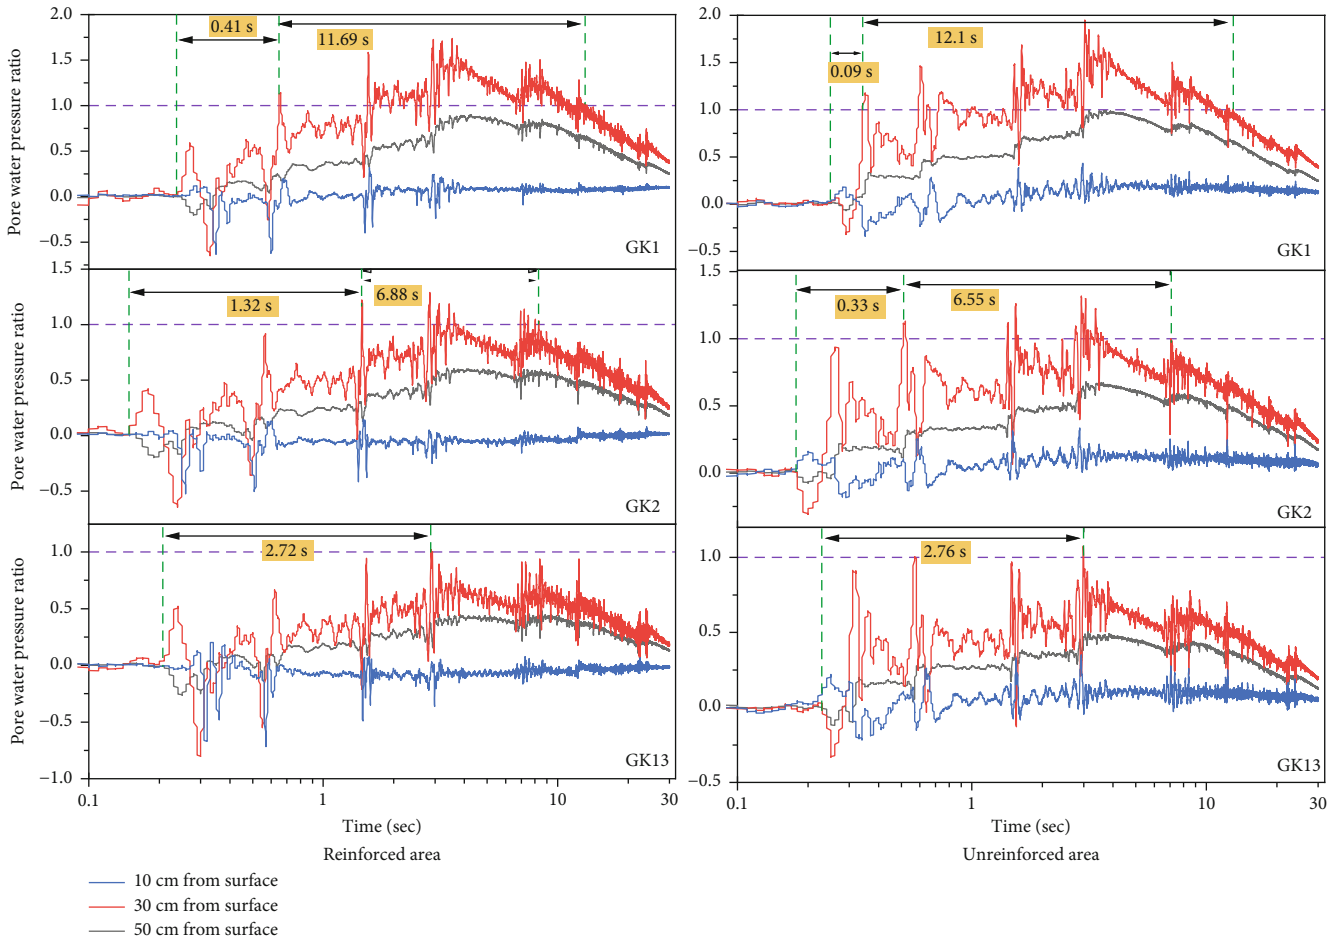 Pore water pressure ratio
2.0
1.5
1.0
0.5
0.0
−0.5
0.41 s
11.69 s
GK1
Pore water pressure ratio
1.5
1.0
0.5
0.0
−0.5
1.32 s
6.88 s
GK2
Pore water pressure ratio
1.0
0.5
0.0
−0.5
−1.0
2.72 s
GK13
0.1
1
10
30
Time (sec)
Reinforced area
2.0
1.5
1.0
0.5
0.0
−0.5
0.09 s
12.1 s
GK1
1.5
1.0
0.5
0.0
0.33 s
6.55 s
GK2
1.0
0.5
0.0
−0.5
2.76 s
GK13
0.1
1
10
30
Time (sec)
Unreinforced area
10 cm from surface
30 cm from surface
50 cm from surface